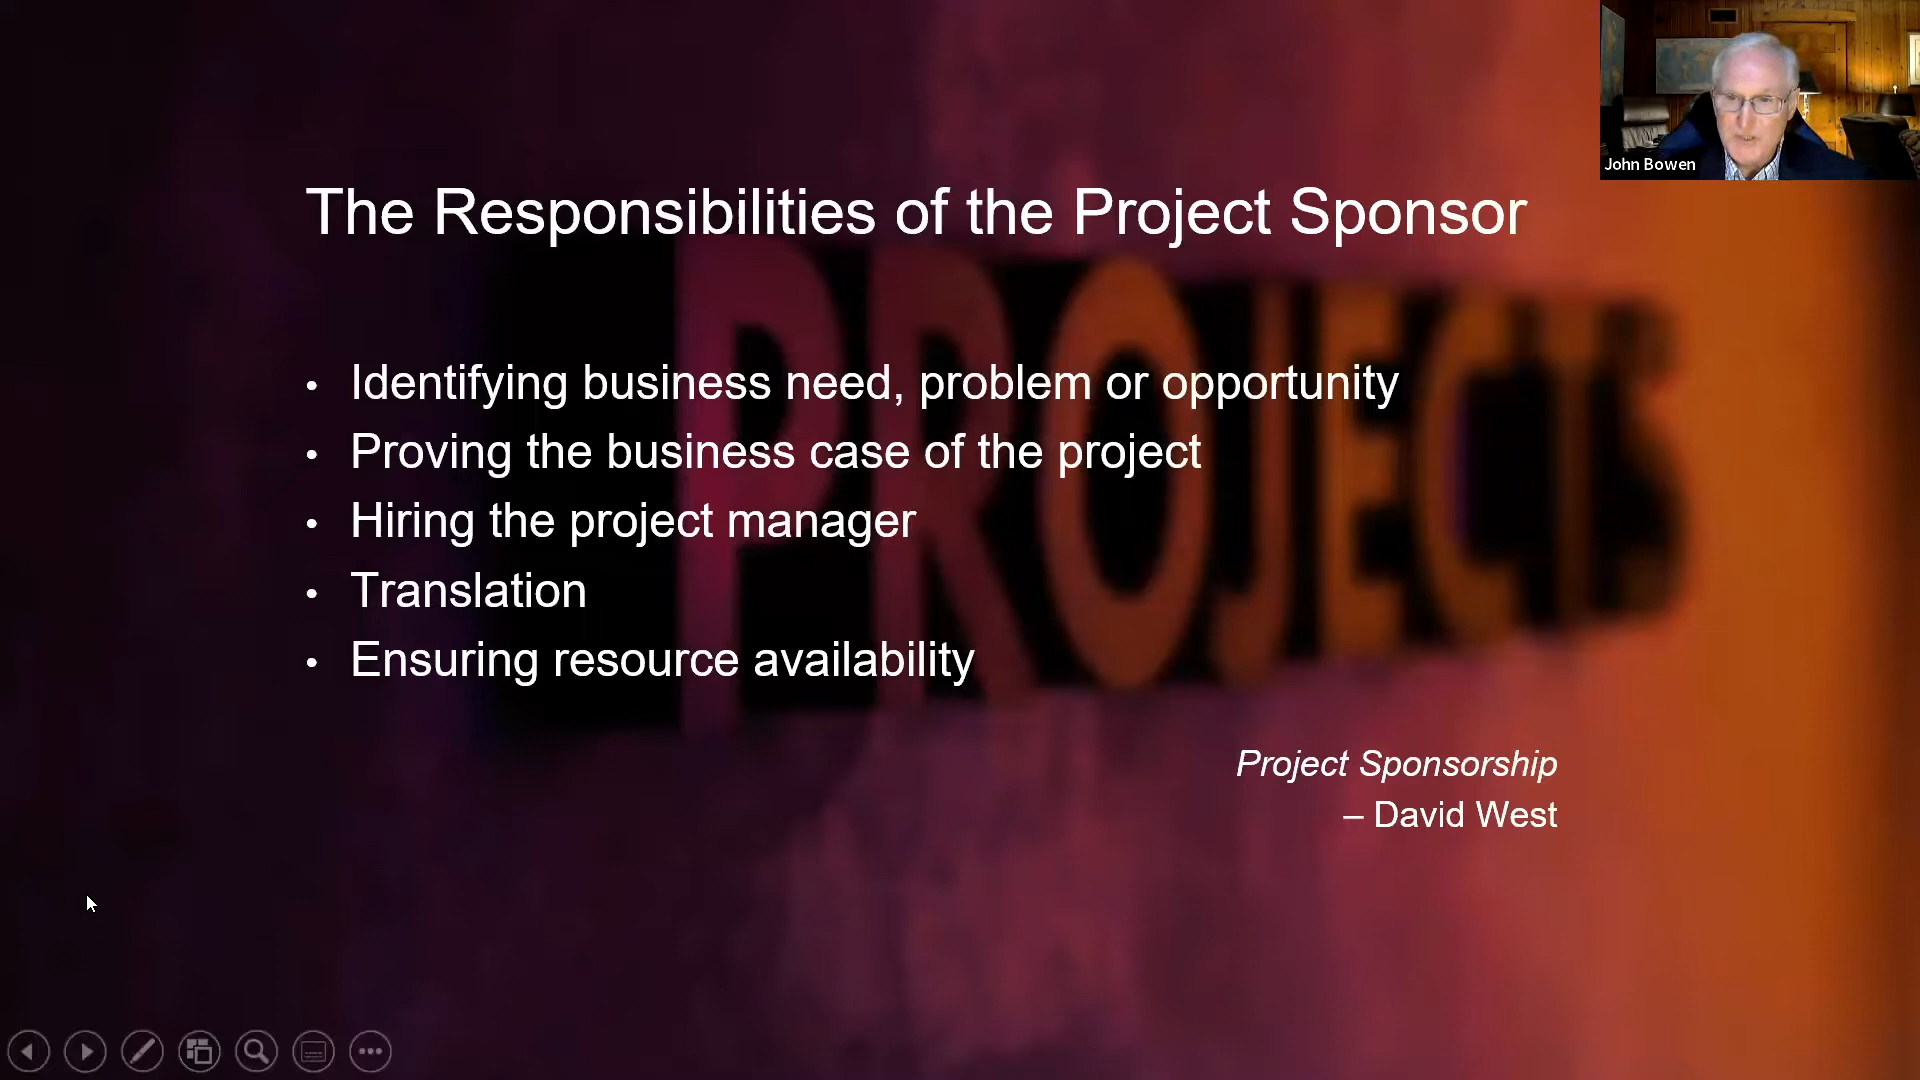 John Bowen
The Responsibilities of the Project Sponsor
PROJECTS
• Identifying business need, problem or opportunity
• Proving the business case of the project
• Hiring the project manager
• Translation
• Ensuring resource availability
Project Sponsorship
– David West